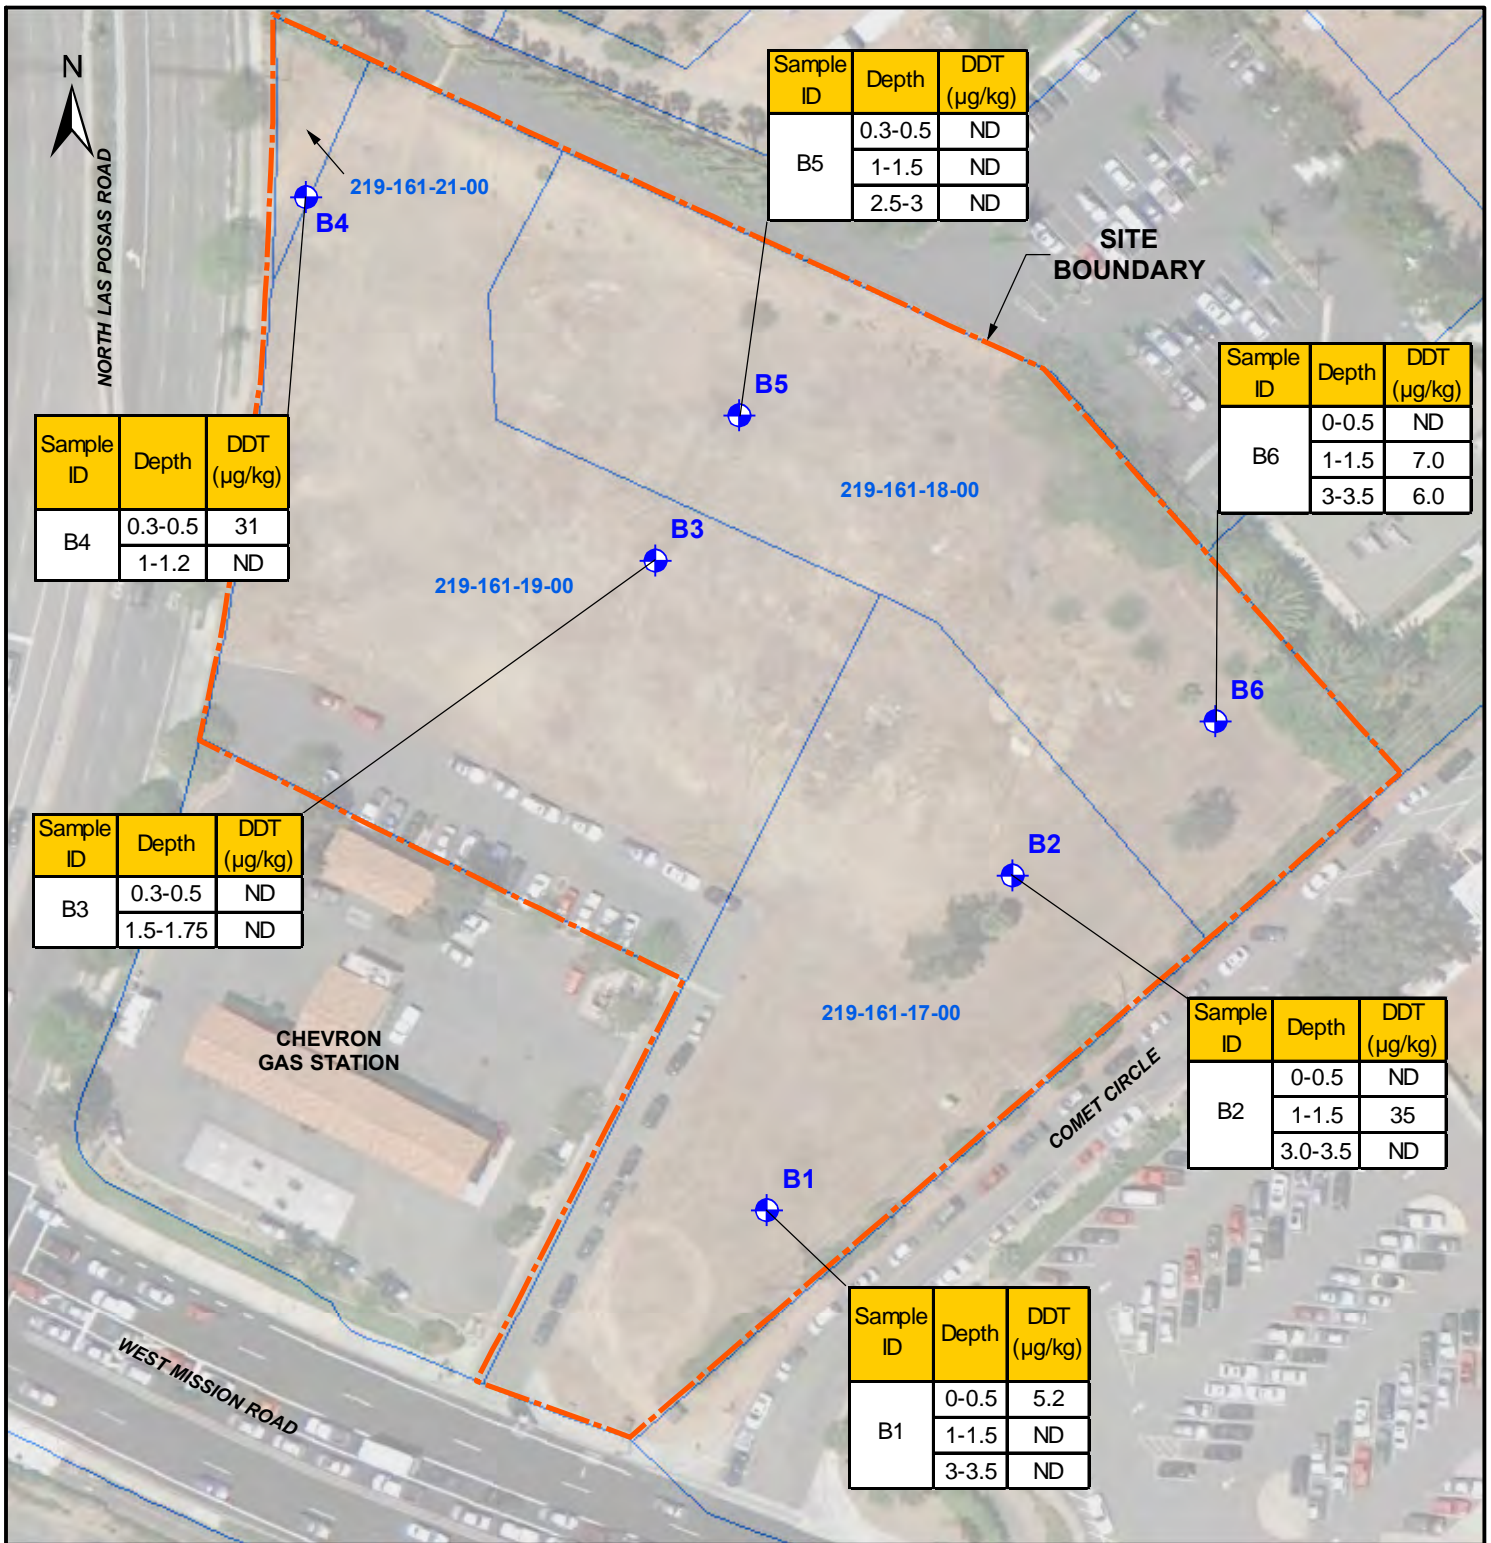 N
NORTH LAS POSAS ROAD
219-161-21-00
B4
Sample ID Depth DDT (µg/kg)
B5 0.3-0.5 ND
1-1.5 ND
2.5-3 ND
SITE
BOUNDARY
B5
Sample ID Depth DDT (µg/kg)
B6 0-0.5 ND
1-1.5 7.0
3-3.5 6.0
Sample ID Depth DDT (µg/kg)
B4 0.3-0.5 31
1-1.2 ND
219-161-18-00
B3
219-161-19-00
B6
Sample ID Depth DDT (µg/kg)
B3 0.3-0.5 ND
1.5-1.75 ND
B2
219-161-17-00
CHEVRON
GAS STATION
COMET CIRCLE
Sample ID Depth DDT (µg/kg)
B2 0-0.5 ND
1-1.5 35
3.0-3.5 ND
B1
Sample ID Depth DDT (µg/kg)
B1 0-0.5 5.2
1-1.5 ND
3-3.5 ND
WEST MISSION ROAD